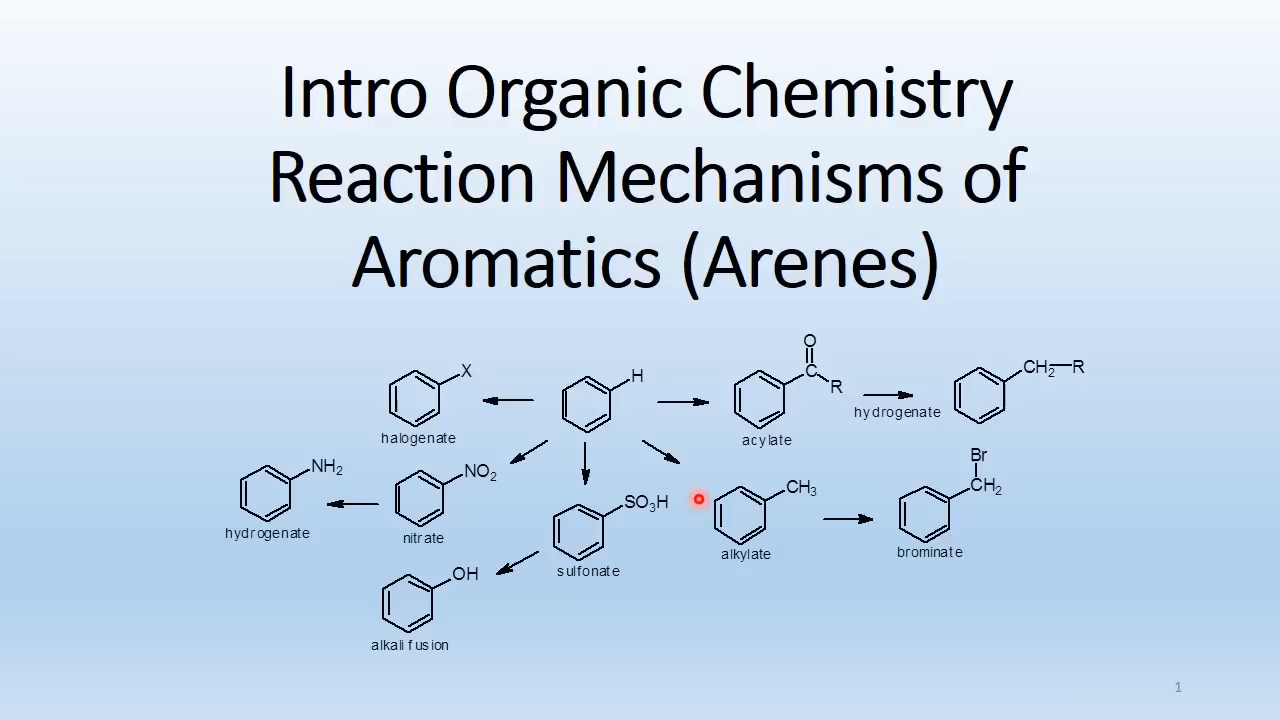 Intro Organic Chemistry
Reaction Mechanisms of
Aromatics (Arenes)
O
X
H
C
R
CH2—R
halogenate
acylate
hydrogenate
Br
NH2
NO2
SO3H
CH3
CH2
hydrogenate
nitrate
sulfonate
alkylate
brominate
OH
alkali fusion
1